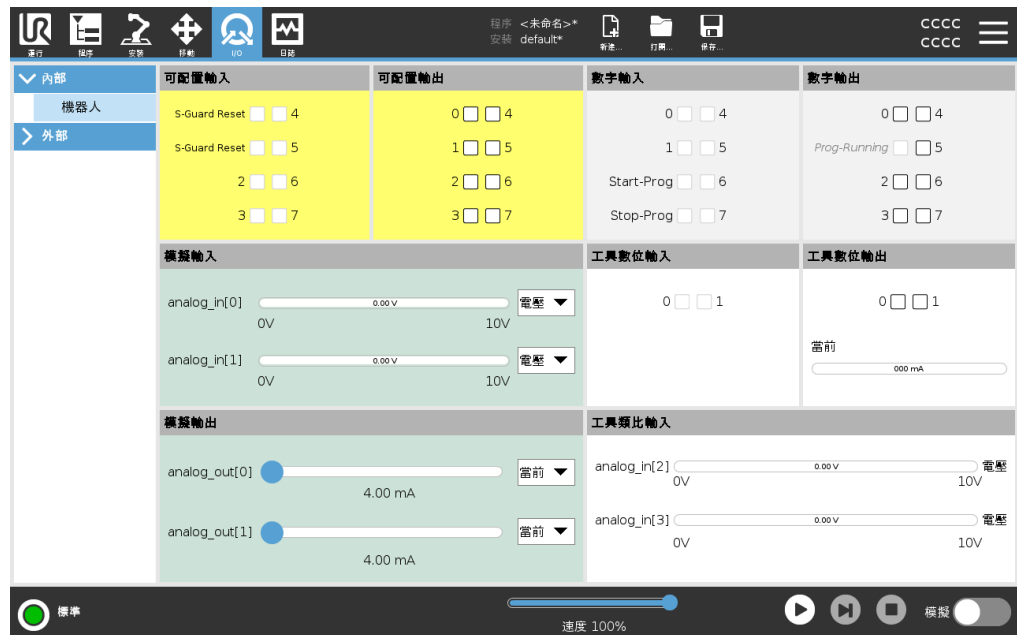 UR
運行
程序
安裝
移動
I/O
日誌
程序 <未命名>*
安裝 default*
新建...
打開...
保存...
CCCC
CCCC
內部
機器人
外部
可配置輸入
S-Guard Reset 4
S-Guard Reset 5
2 6
3 7
可配置輸出
0 4
1 5
2 6
3 7
數字輸入
0 4
1 5
Start-Prog 6
Stop-Prog 7
數字輸出
0 4
Prog-Running 5
2 6
3 7
模擬輸入
analog_in[0] 0.00 V 電壓
0V 10V
analog_in[1] 0.00 V 電壓
0V 10V
工具數位輸入
0 1
工具數位輸出
0 1
當前
000 mA
模擬輸出
analog_out[0] 當前
4.00 mA
analog_out[1] 當前
4.00 mA
工具類比輸入
analog_in[2] 0.00 V 電壓
0V 10V
analog_in[3] 0.00 V 電壓
0V 10V
標準
速度 100%
模擬